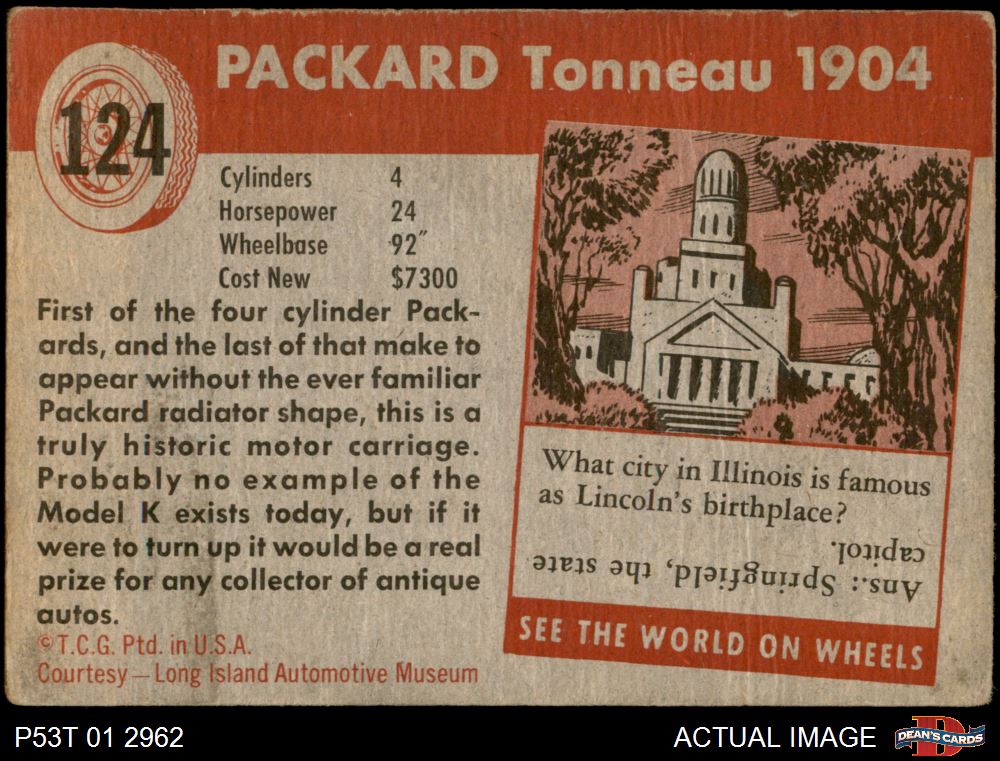 124
PACKARD Tonneau 1904
Cylinders 4
Horsepower 24
Wheelbase 92"
Cost New $7300
First of the four cylinder Pack-
ards, and the last of that make to
appear without the ever familiar
Packard radiator shape, this is a
truly historic motor carriage.
Probably no example of the
Model K exists today, but if it
were to turn up it would be a real
prize for any collector of antique
autos.
©T.C.G. Ptd. in U.S.A.
Courtesy—Long Island Automotive Museum
What city in Illinois is famous
as Lincoln's birthplace?
Ans.: Springfield, the state
capitol.
SEE THE WORLD ON WHEELS
P53T 01 2962
ACTUAL IMAGE
DEAN'S CARDS